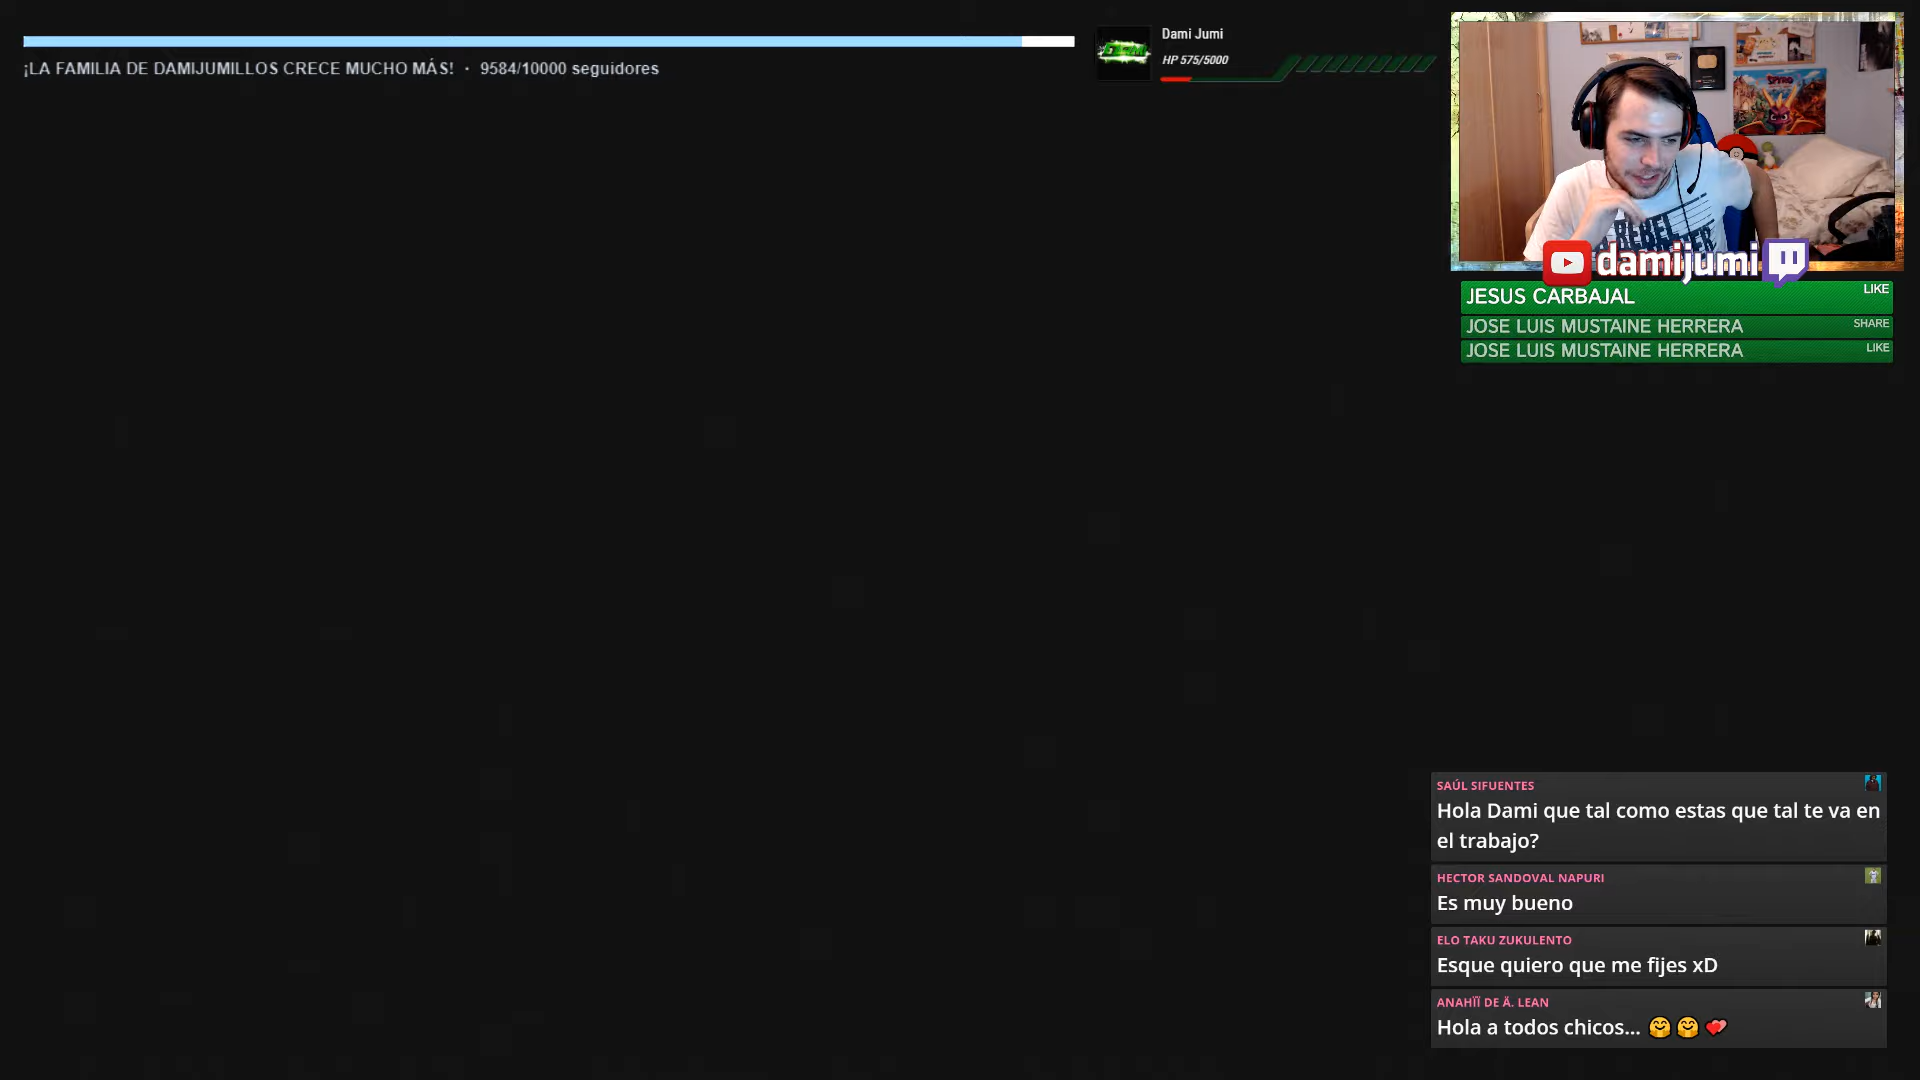 ¡LA FAMILIA DE DAMIJUMILLOS CRECE MUCHO MÁS! · 9584/10000 seguidores
Dami Jumi
HP 575/5000
SPYRO
REBEL
damijumi
JESUS CARBAJAL LIKE
JOSE LUIS MUSTAINE HERRERA SHARE
JOSE LUIS MUSTAINE HERRERA LIKE
SAÚL SIFUENTES
Hola Dami que tal como estas que tal te va en
el trabajo?
HECTOR SANDOVAL NAPURI
Es muy bueno
ELO TAKU ZUKULENTO
Esque quiero que me fijes xD
ANAHÏÏ DE Ä. LEAN
Hola a todos chicos... 🤗 🤗 💕